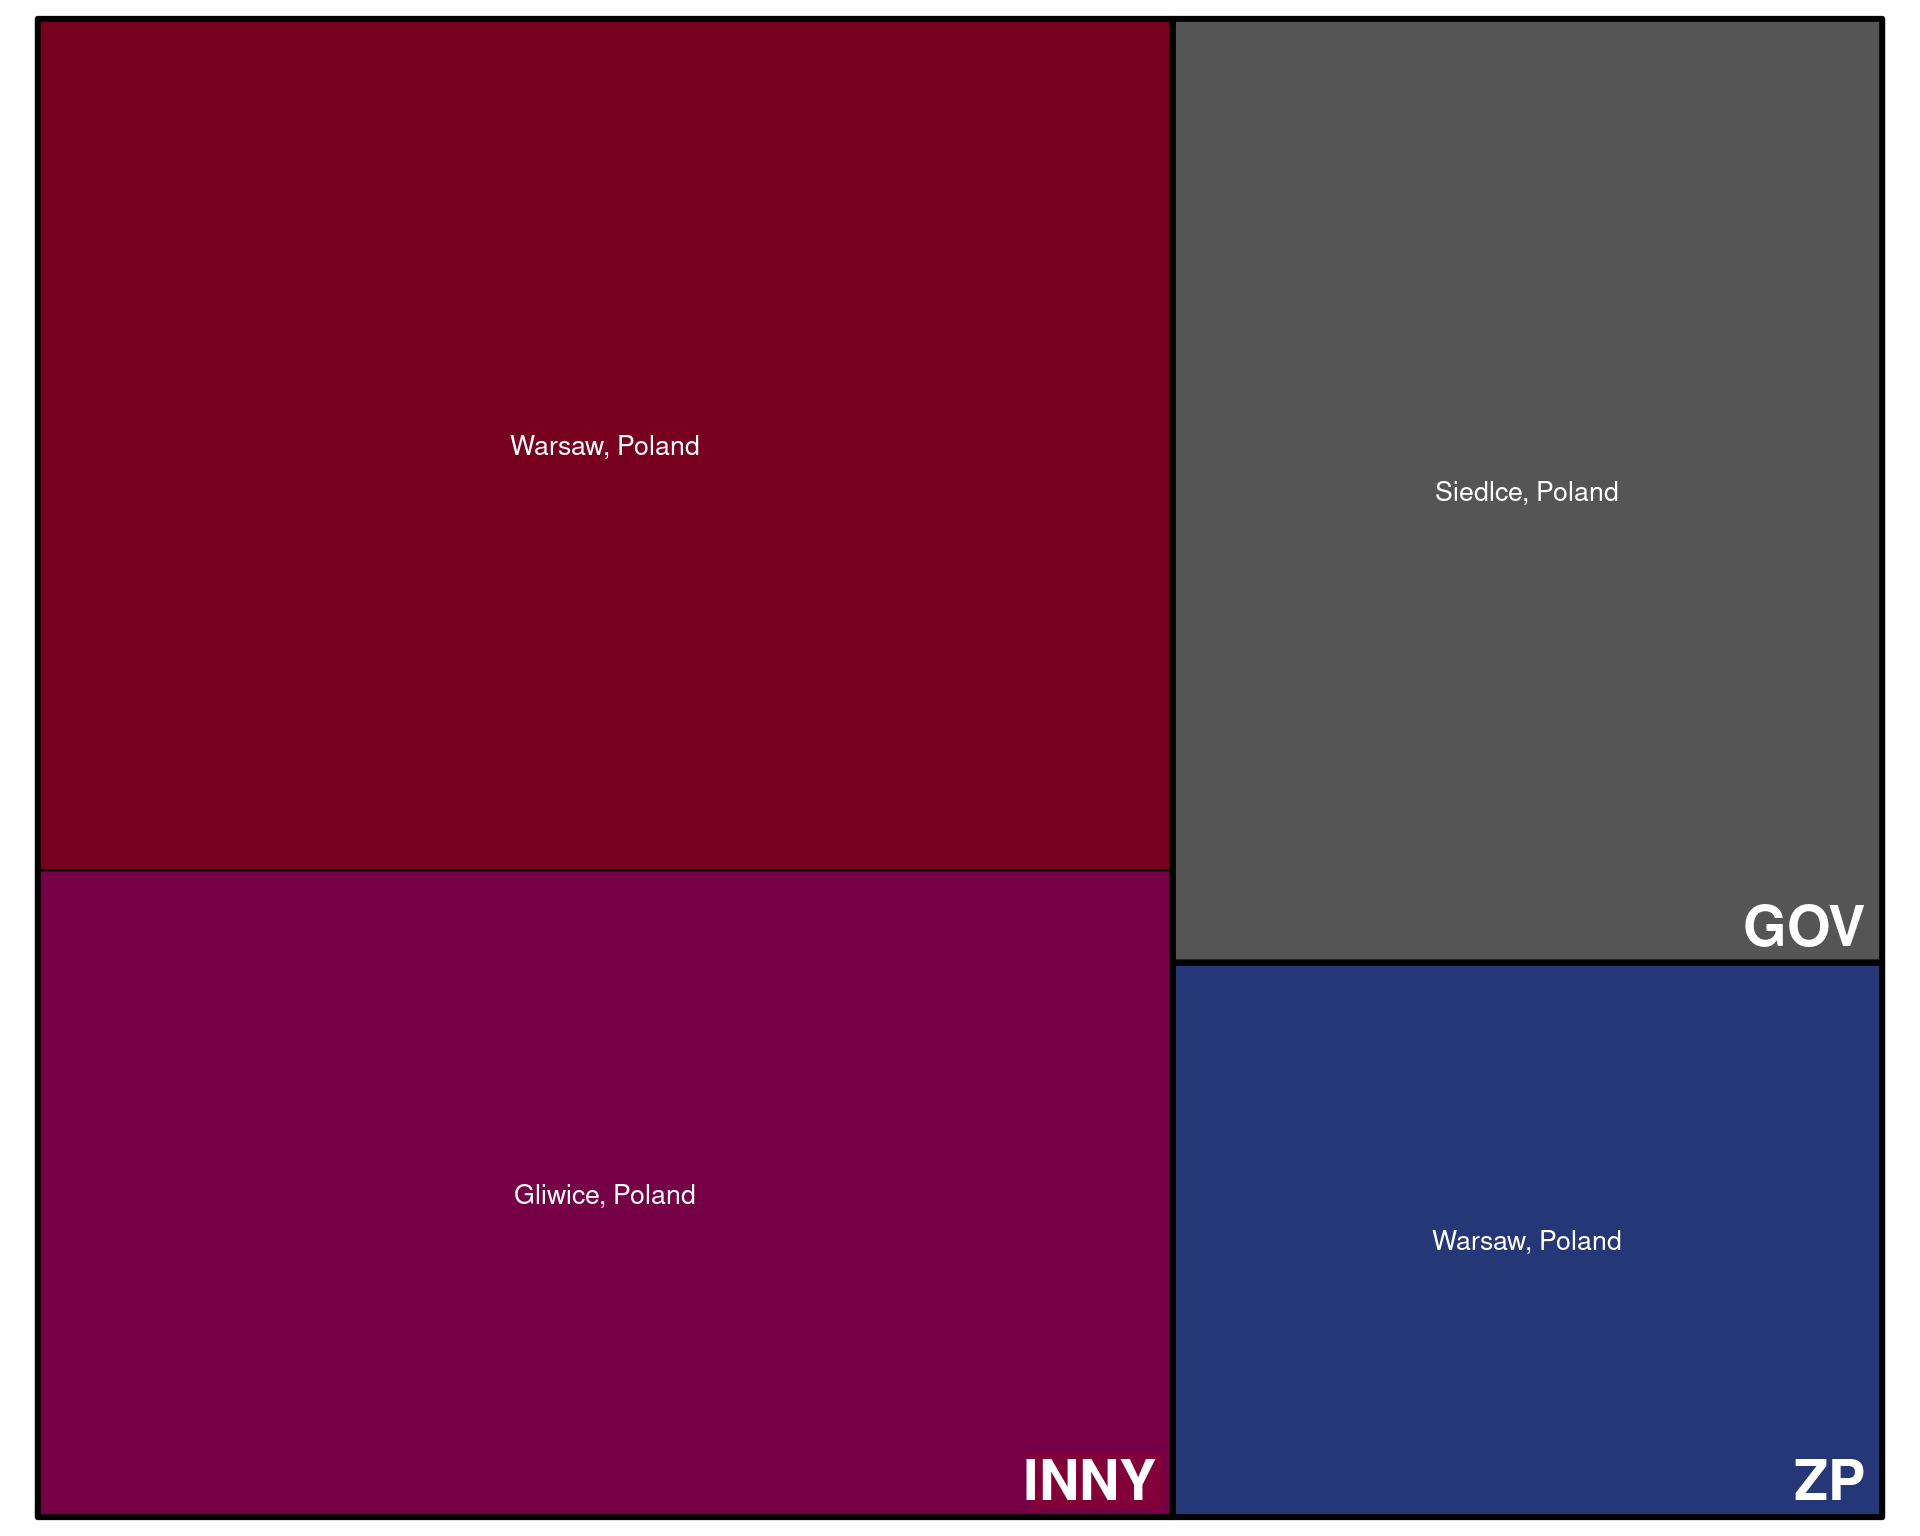 Warsaw, Poland
Gliwice, Poland
INNY
Siedlce, Poland
GOV
Warsaw, Poland
ZP